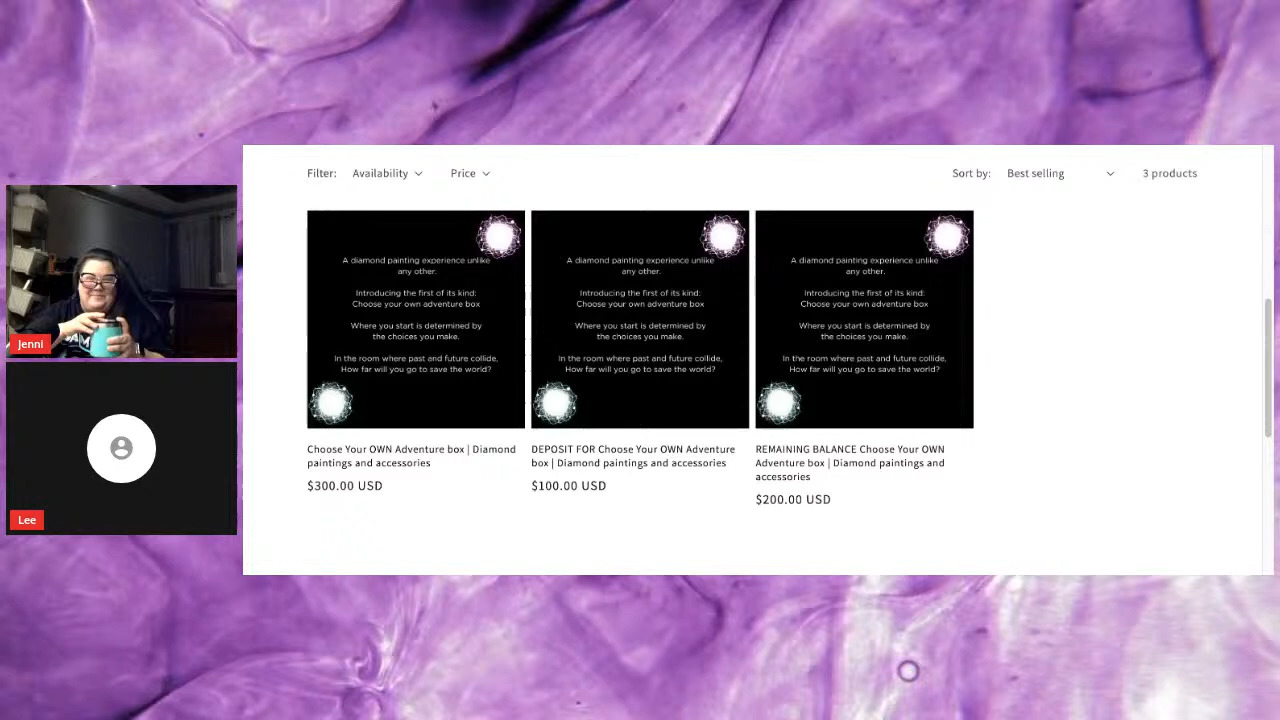 Filter:
Availability
Price
Sort by:
Best selling
3 products
A diamond painting experience unlike
any other.
Introducing the first of its kind:
Choose your own adventure box
Where you start is determined by
the choices you make.
In the room where past and future collide,
How far will you go to save the world?
A diamond painting experience unlike
any other.
Introducing the first of its kind:
Choose your own adventure box
Where you start is determined by
the choices you make.
In the room where past and future collide,
How far will you go to save the world?
A diamond painting experience unlike
any other.
Introducing the first of its kind:
Choose your own adventure box
Where you start is determined by
the choices you make.
In the room where past and future collide,
How far will you go to save the world?
Choose Your OWN Adventure box | Diamond
paintings and accessories
$300.00 USD
DEPOSIT FOR Choose Your OWN Adventure
box | Diamond paintings and accessories
$100.00 USD
REMAINING BALANCE Choose Your OWN
Adventure box | Diamond paintings and
accessories
$200.00 USD
Jenni
Lee